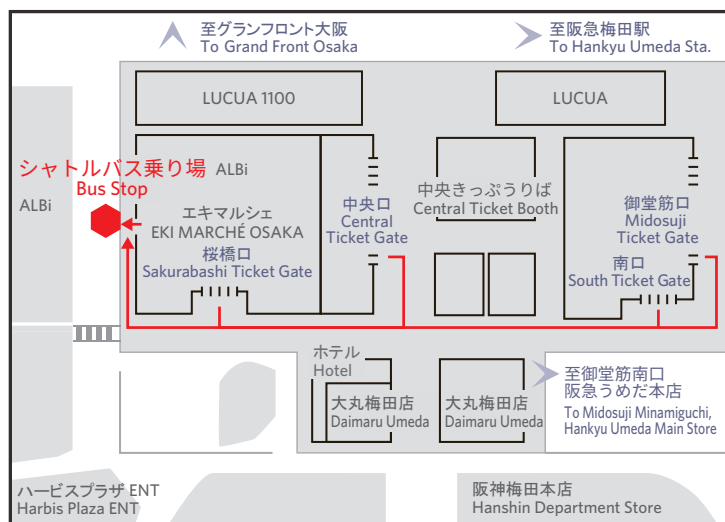 至グランフロント大阪
To Grand Front Osaka
至阪急梅田駅
To Hankyu Umeda Sta.
LUCUA 1100
LUCUA
シャトルバス乗り場
Bus Stop
ALBi
ALBi
エキマルシェ
EKI MARCHÉ OSAKA
桜橋口
Sakurabashi Ticket Gate
中央口
Central
Ticket Gate
中央きっぷうりば
Central Ticket Booth
御堂筋口
Midosuji
Ticket Gate
南口
South Ticket Gate
ホテル
Hotel
大丸梅田店
Daimaru Umeda
大丸梅田店
Daimaru Umeda
至御堂筋南口
阪急うめだ本店
To Midosuji Minamiguchi,
Hankyu Umeda Main Store
ハービスプラザ ENT
Harbis Plaza ENT
阪神梅田本店
Hanshin Department Store